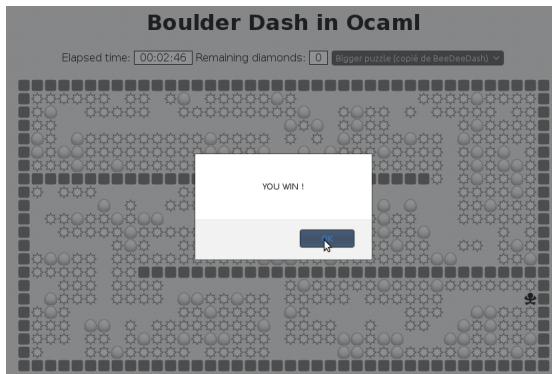 Boulder Dash in Ocaml
Elapsed time: 00:02:46 Remaining diamonds: 0 Bigger puzzle (copié de BeeDeeDash)
YOU WIN !